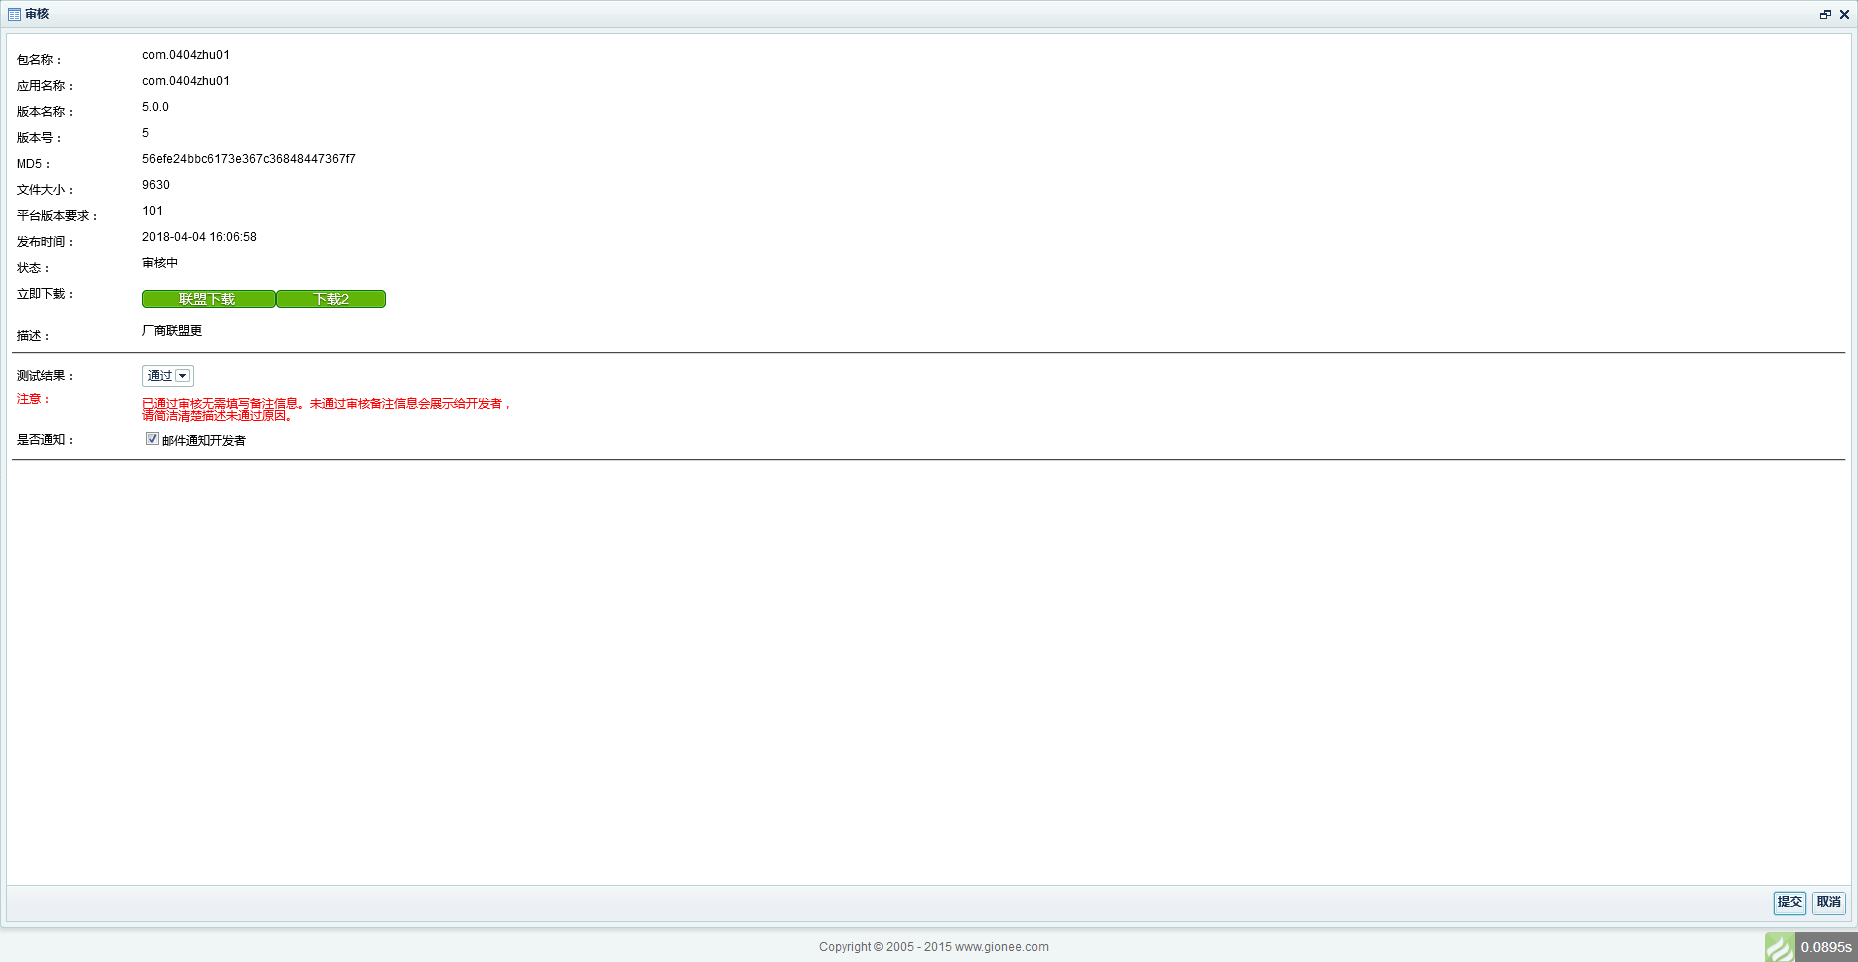 审核
包名称： com.0404zhu01
应用名称： com.0404zhu01
版本名称： 5.0.0
版本号： 5
MD5： 56efe24bbc6173e367c36848447367f7
文件大小： 9630
平台版本要求： 101
发布时间： 2018-04-04 16:06:58
状态： 审核中
立即下载： 联盟下载 下载2
描述： 厂商联盟更
测试结果： 通过
注意： 已通过审核无需填写备注信息。未通过审核备注信息会展示给开发者，
请简洁清楚描述未通过原因。
是否通知： 邮件通知开发者
提交 取消
Copyright © 2005 - 2015 www.gionee.com
0.0895s